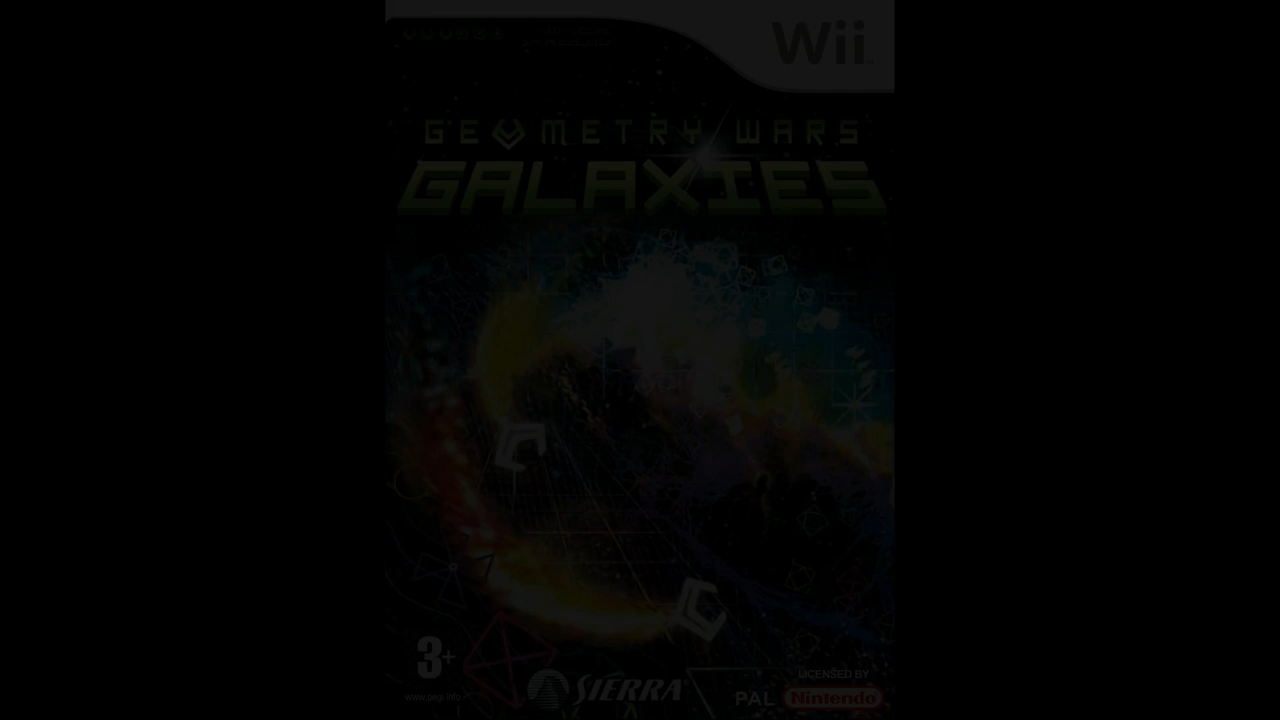 Wii
GEOMETRY WARS
GALAXIES
3+
www.pegi.info
SIERRA
PAL
LICENSED BY
Nintendo